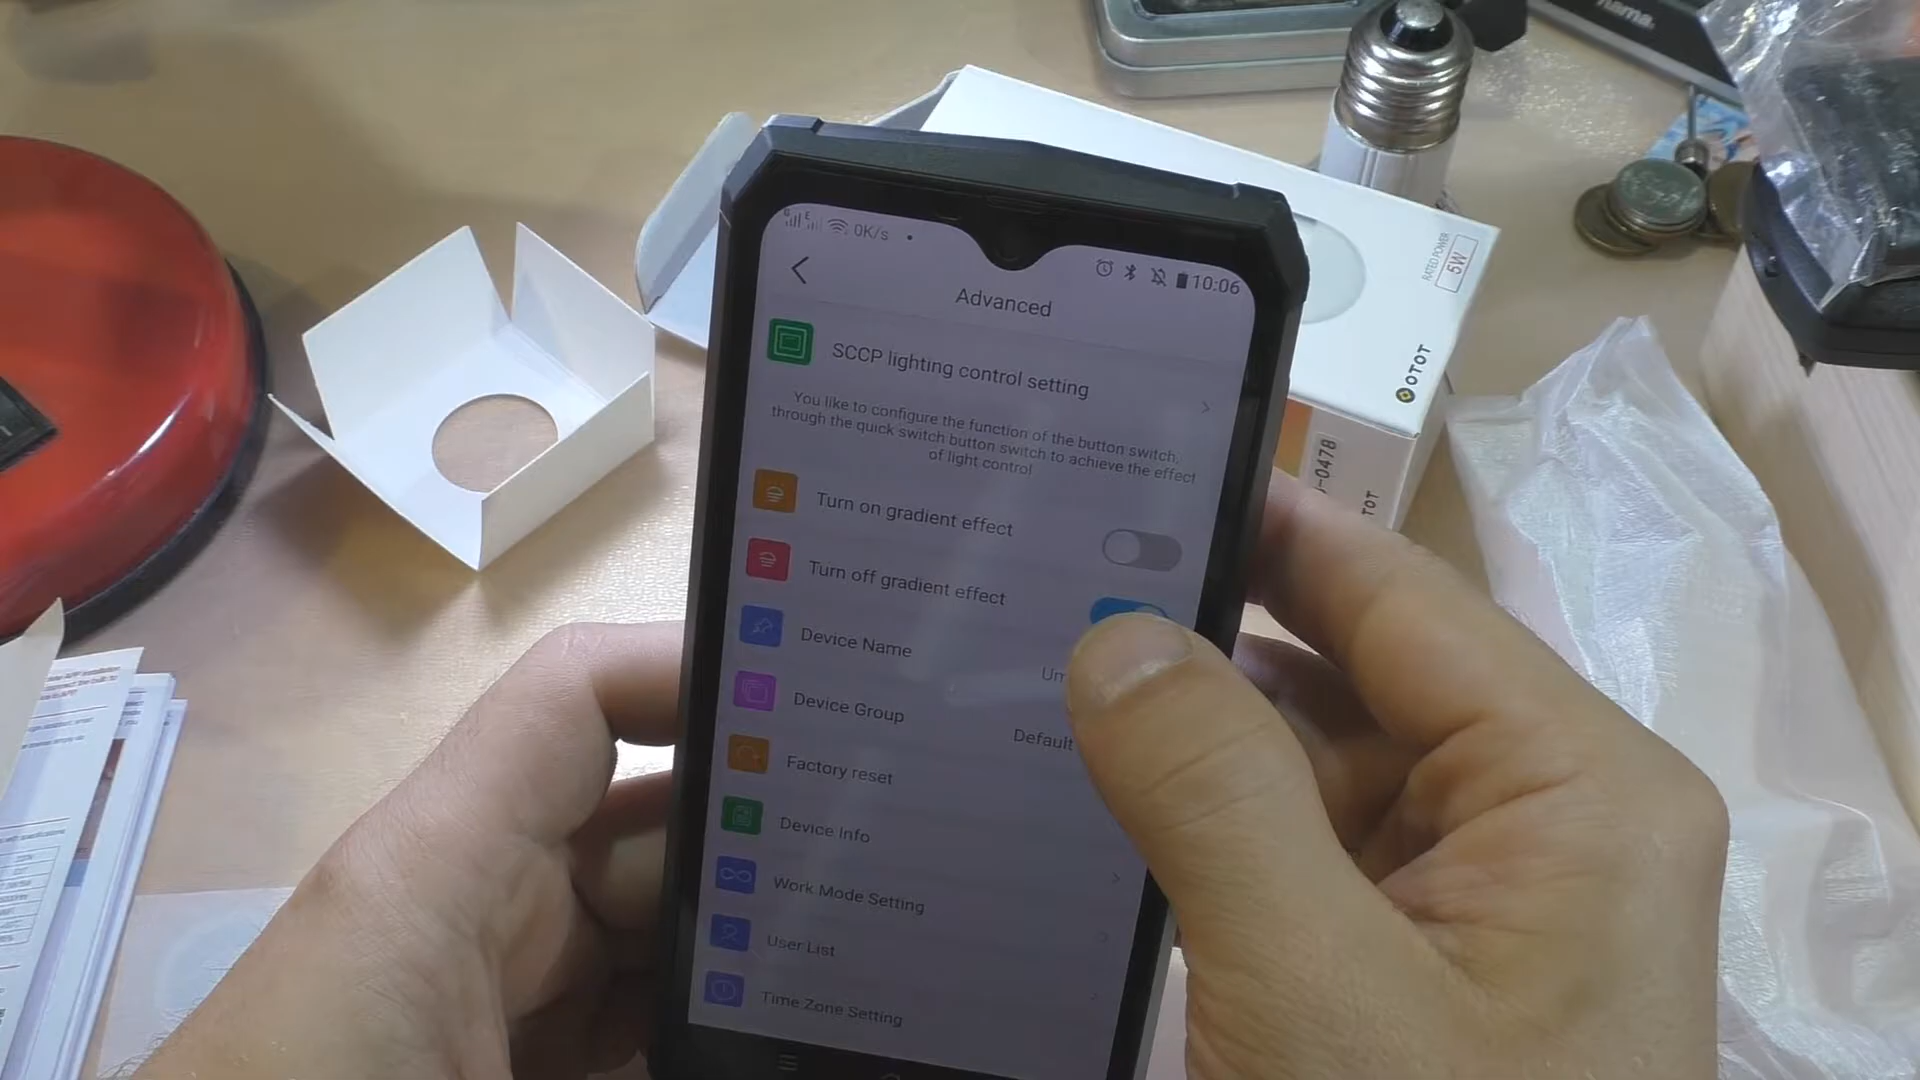 hama.
0K/s
10:06
Advanced
SCCP lighting control setting
You like to configure the function of the button switch,
through the quick switch button switch to achieve the effect
of light control
Turn on gradient effect
Turn off gradient effect
Device Name
Device Group
Default
Factory reset
Device Info
Work Mode Setting
User List
Time Zone Setting
RATED POWER
5W
OTOT
-0478
TOT